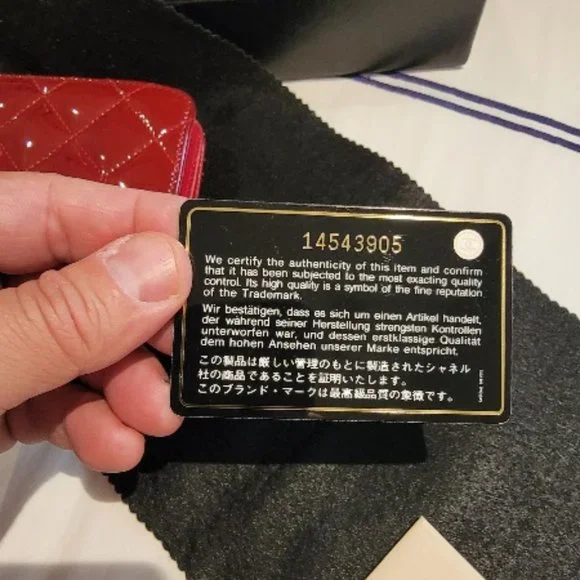 14543905
We certify the authenticity of this item and confirm
that it has been subjected to the most exacting quality
control. Its high quality is a symbol of the fine reputation
of the Trademark.
Wir bestätigen, dass es sich um einen Artikel handelt,
der während seiner Herstellung strengsten Kontrollen
unterworfen war, und dessen erstklassige Qualität
dem hohen Ansehen unserer Marke entspricht.
この製品は厳しい管理のもとに製造されたシャネル
社の商品であることを証明いたします。
このブランド・マークは最高級品質の象徴です。